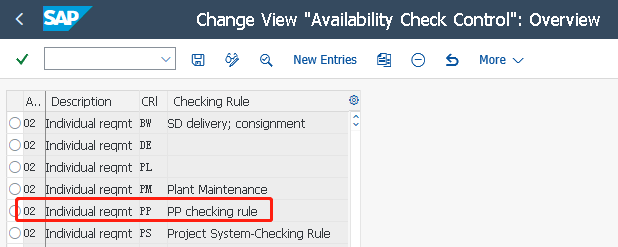 SAP Change View "Availability Check Control": Overview
New Entries More
A.. Description CRl Checking Rule
02 Individual reqmt BW SD delivery; consignment
02 Individual reqmt DE
02 Individual reqmt PL
02 Individual reqmt PM Plant Maintenance
02 Individual reqmt PP PP checking rule
02 Individual reqmt PS Project System-Checking Rule